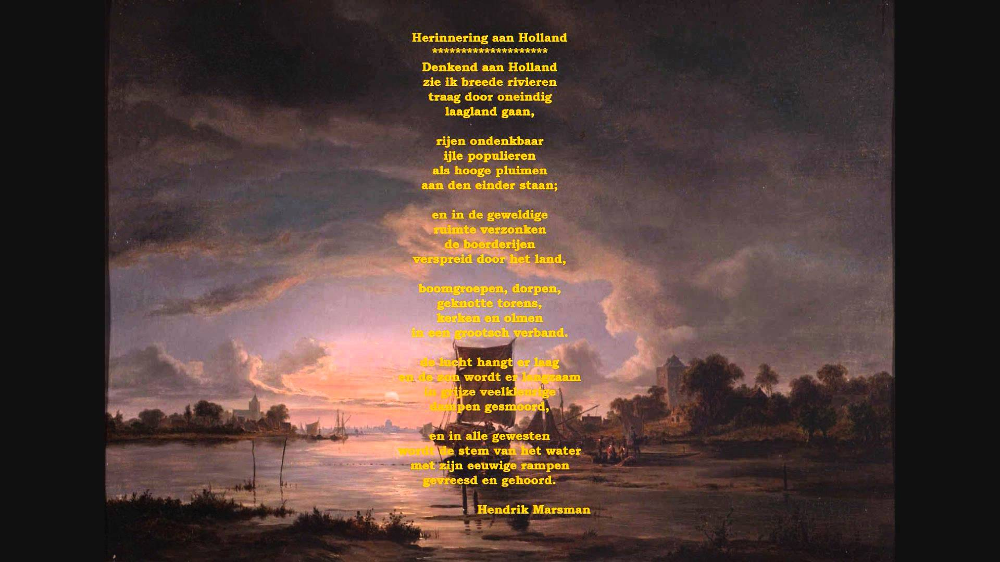 Herinnering aan Holland
********************
Denkend aan Holland
zie ik breede rivieren
traag door oneindig
laagland gaan,
rijen ondenkbaar
ijle populieren
als hooge pluimen
aan den einder staan;
en in de geweldige
ruimte verzonken
de boerderijen
verspreid door het land,
boomgroepen, dorpen,
geknotte torens,
kerken en olmen
in een grootsch verband.
de lucht hangt er laag
en de zon wordt er langzaam
in grijze veelkleurige
dampen gesmoord,
en in alle gewesten
wordt de stem van het water
met zijn eeuwige rampen
gevreesd en gehoord.
Hendrik Marsman